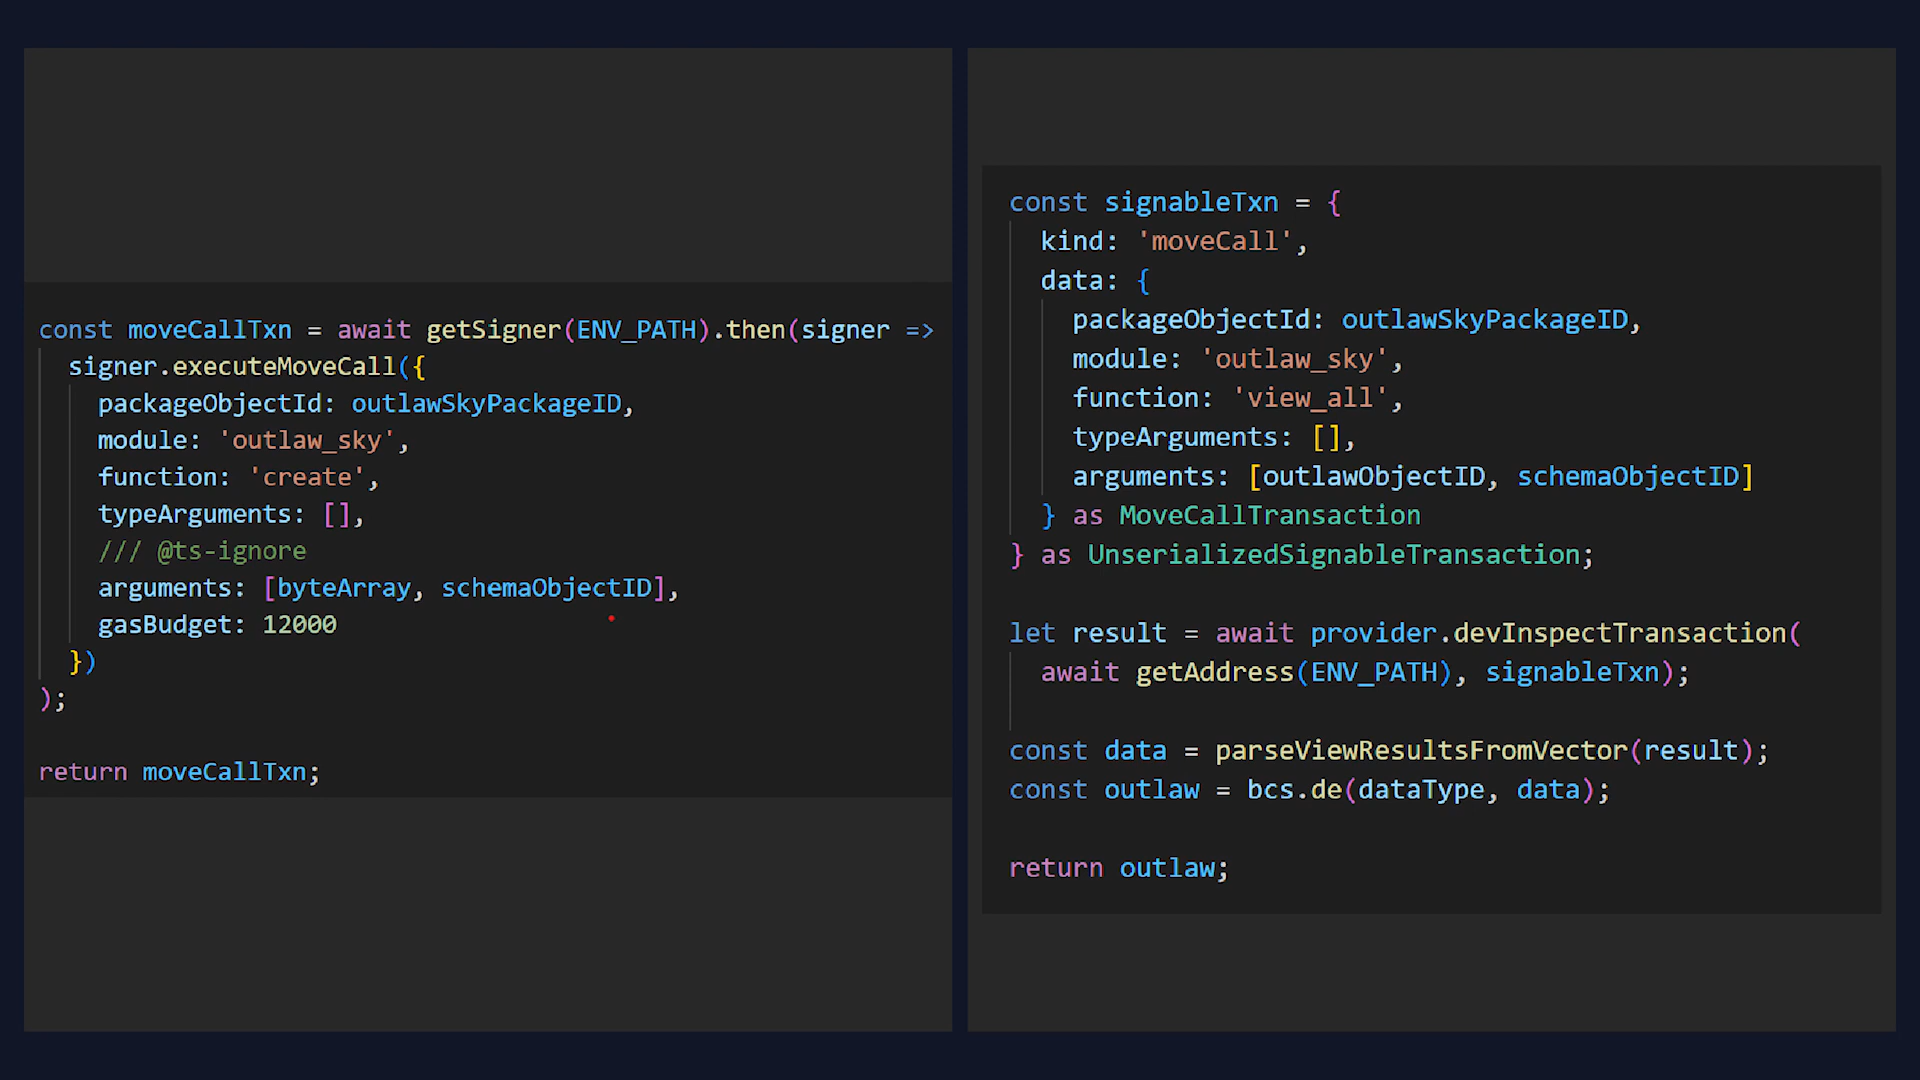 const moveCallTxn = await getSigner(ENV_PATH).then(signer =>
signer.executeMoveCall({
packageObjectId: outlawSkyPackageID,
module: 'outlaw_sky',
function: 'create',
typeArguments: [],
/// @ts-ignore
arguments: [byteArray, schemaObjectID],
gasBudget: 12000
})
);
return moveCallTxn;
const signableTxn = {
kind: 'moveCall',
data: {
packageObjectId: outlawSkyPackageID,
module: 'outlaw_sky',
function: 'view_all',
typeArguments: [],
arguments: [outlawObjectID, schemaObjectID]
} as MoveCallTransaction
} as UnserializedSignableTransaction;
let result = await provider.devInspectTransaction(
await getAddress(ENV_PATH), signableTxn);
const data = parseViewResultsFromVector(result);
const outlaw = bcs.de(dataType, data);
return outlaw;